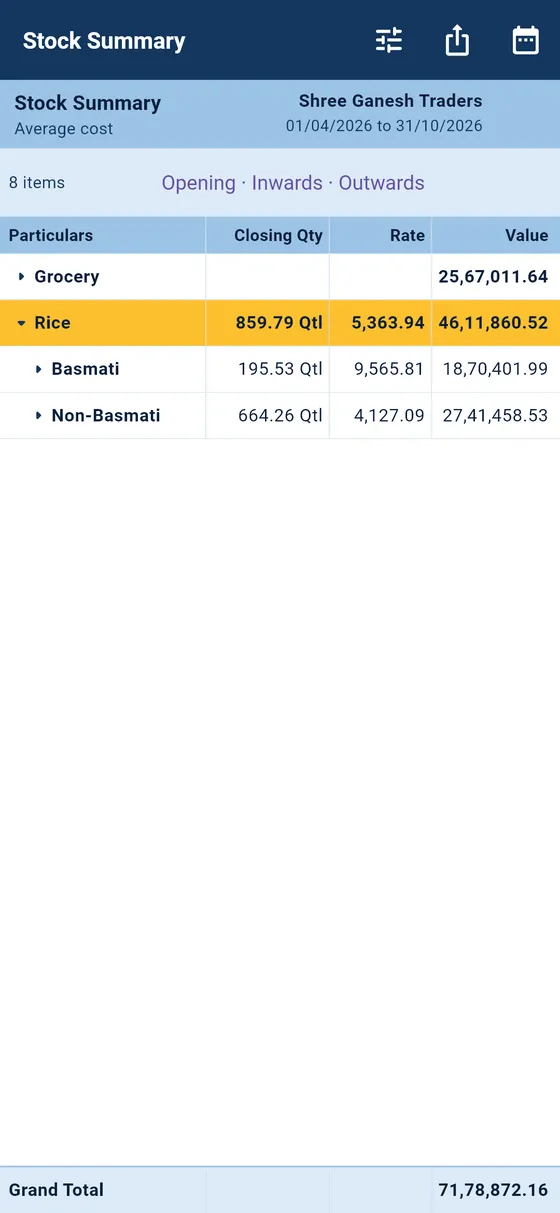 Stock Summary
Stock Summary Shree Ganesh Traders
Average cost 01/04/2026 to 31/10/2026
8 items Opening · Inwards · Outwards
Particulars Closing Qty Rate Value
Grocery 25,67,011.64
Rice 859.79 Qtl 5,363.94 46,11,860.52
Basmati 195.53 Qtl 9,565.81 18,70,401.99
Non-Basmati 664.26 Qtl 4,127.09 27,41,458.53
Grand Total 71,78,872.16